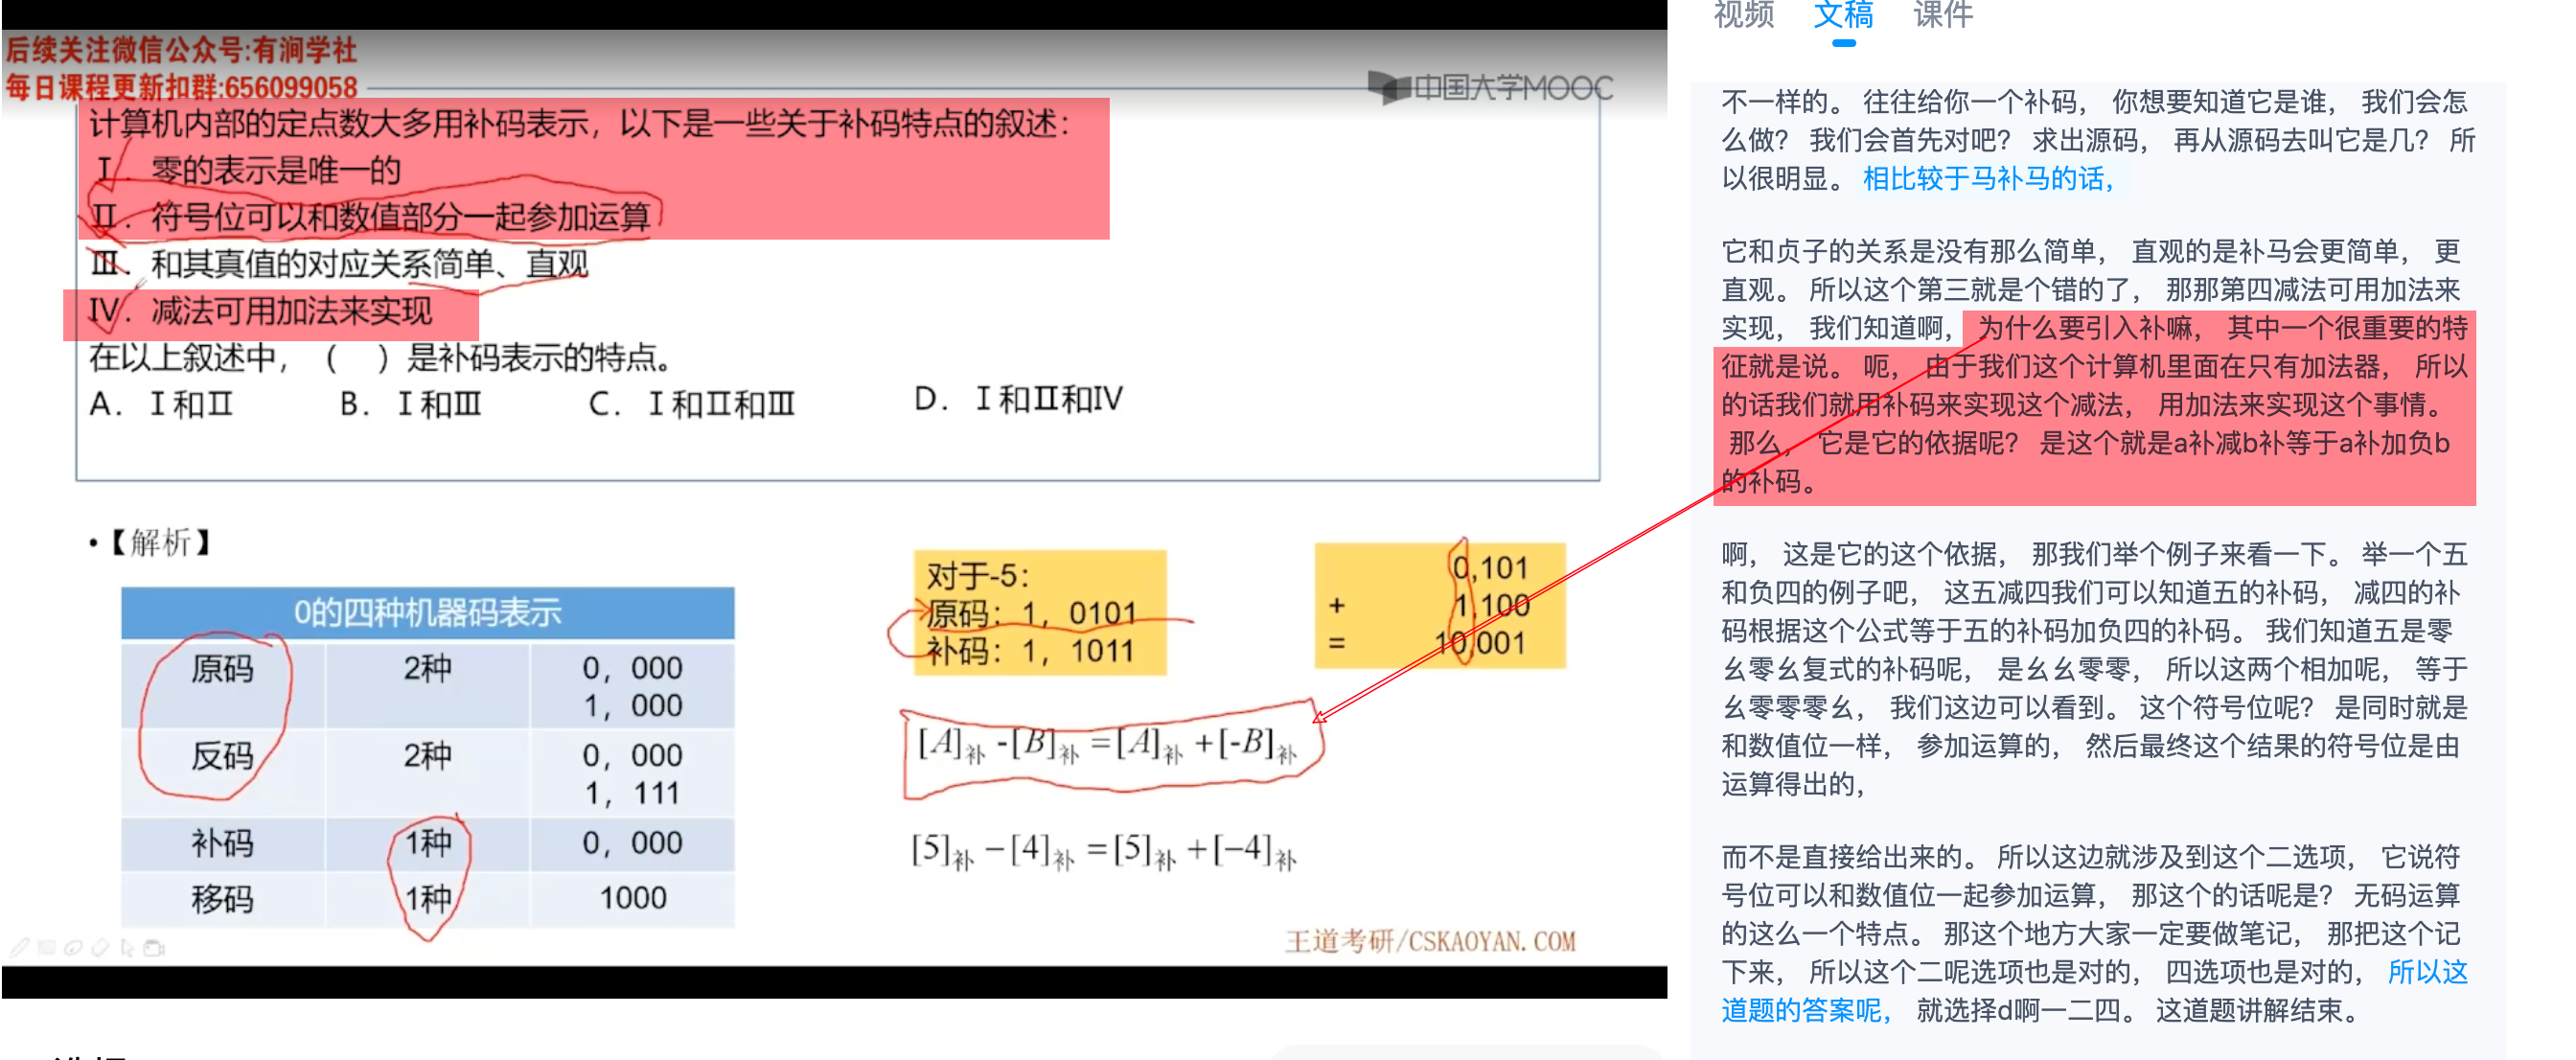 后续关注微信公众号:有涧学社
每日课程更新扣群:656099058
中国大学MOOC
计算机内部的定点数大多用补码表示，以下是一些关于补码特点的叙述：
Ⅰ. 零的表示是唯一的
Ⅱ. 符号位可以和数值部分一起参加运算
Ⅲ. 和其真值的对应关系简单、直观
Ⅳ. 减法可用加法来实现
在以上叙述中，（ ）是补码表示的特点。
A. Ⅰ和Ⅱ B. Ⅰ和Ⅲ C. Ⅰ和Ⅱ和Ⅲ D. Ⅰ和Ⅱ和Ⅳ
•【解析】
0的四种机器码表示
原码 2种 0，000
1，000
反码 2种 0，000
1，111
补码 1种 0，000
移码 1种 1000
对于-5：
原码：1，0101
补码：1，1011
0,101
+ 1,100
= 10,001
[A]补 -[B]补 =[A]补 +[-B]补
[5]补 −[4]补 =[5]补 +[−4]补
王道考研/CSKAOYAN.COM
视频 文稿 课件
不一样的。 往往给你一个补码， 你想要知道它是谁， 我们会怎
么做？ 我们会首先对吧？ 求出源码， 再从源码去叫它是几？ 所
以很明显。 相比较于马补马的话，
它和贞子的关系是没有那么简单， 直观的是补马会更简单， 更
直观。 所以这个第三就是个错的了， 那那第四减法可用加法来
实现， 我们知道啊， 为什么要引入补嘛， 其中一个很重要的特
征就是说。 呃， 由于我们这个计算机里面在只有加法器， 所以
的话我们就用补码来实现这个减法， 用加法来实现这个事情。
那么， 它是它的依据呢？ 是这个就是a补减b补等于a补加负b
的补码。
啊， 这是它的这个依据， 那我们举个例子来看一下。 举一个五
和负四的例子吧， 这五减四我们可以知道五的补码， 减四的补
码根据这个公式等于五的补码加负四的补码。 我们知道五是零
幺零幺复式的补码呢， 是幺幺零零， 所以这两个相加呢， 等于
幺零零零幺， 我们这边可以看到。 这个符号位呢？ 是同时就是
和数值位一样， 参加运算的， 然后最终这个结果的符号位是由
运算得出的，
而不是直接给出来的。 所以这边就涉及到这个二选项， 它说符
号位可以和数值位一起参加运算， 那这个的话呢是？ 无码运算
的这么一个特点。 那这个地方大家一定要做笔记， 那把这个记
下来， 所以这个二呢选项也是对的， 四选项也是对的， 所以这
道题的答案呢， 就选择d啊一二四。 这道题讲解结束。